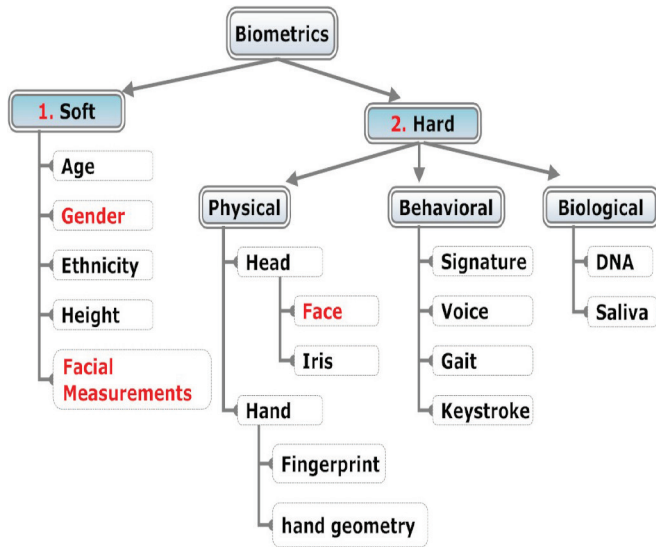 Biometrics
1. Soft
2. Hard
Age
Gender
Ethnicity
Height
Facial
Measurements
Physical
Behavioral
Biological
Head
Face
Iris
Hand
Fingerprint
hand geometry
Signature
Voice
Gait
Keystroke
DNA
Saliva